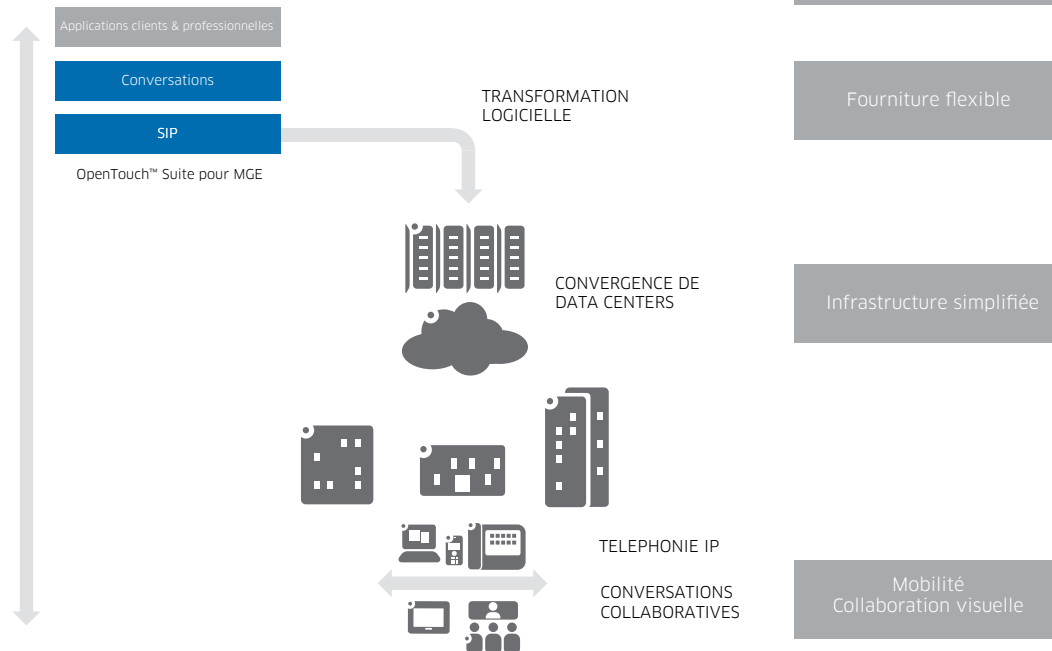 Applications clients & professionnelles
Conversations
SIP
OpenTouch™ Suite pour MGE
TRANSFORMATION
LOGICIELLE
Fourniture flexible
CONVERGENCE DE
DATA CENTERS
Infrastructure simplifiée
TELEPHONIE IP
CONVERSATIONS
COLLABORATIVES
Mobilité
Collaboration visuelle